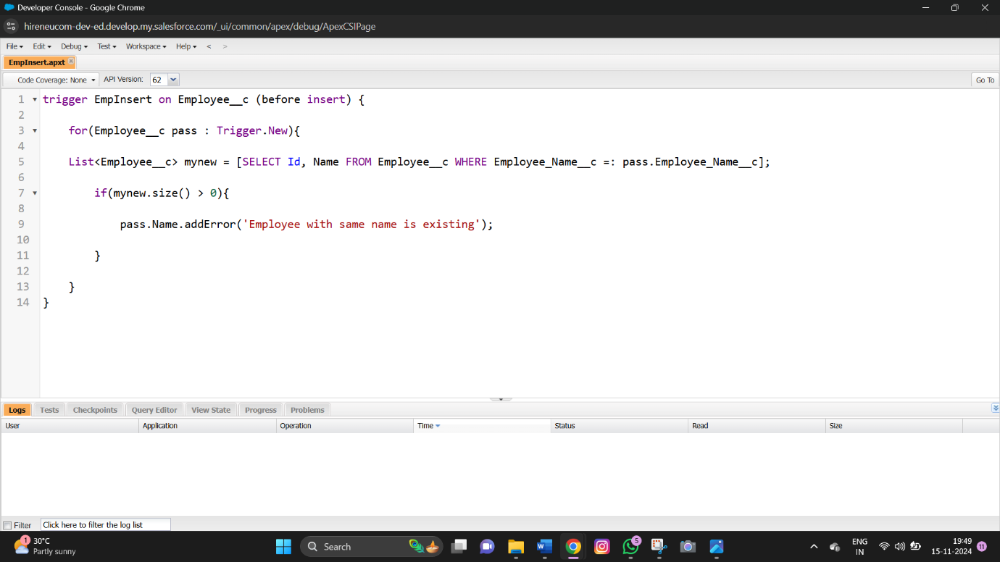 Developer Console - Google Chrome
hireneucom-dev-ed.develop.my.salesforce.com/_ui/common/apex/debug/ApexCSIPage
File Edit Debug Test Workspace Help < >
EmpInsert.apxt
Code Coverage: None API Version: 62 Go To
1 trigger EmpInsert on Employee__c (before insert) {
2
3 for(Employee__c pass : Trigger.New){
4
5 List<Employee__c> mynew = [SELECT Id, Name FROM Employee__c WHERE Employee_Name__c =: pass.Employee_Name__c];
6
7 if(mynew.size() > 0){
8
9 pass.Name.addError('Employee with same name is existing');
10
11 }
12
13 }
14 }
Logs Tests Checkpoints Query Editor View State Progress Problems
User Application Operation Time Status Read Size
Filter Click here to filter the log list
1 30°C
Partly sunny
Search
5
ENG
IN
19:49
15-11-2024
11